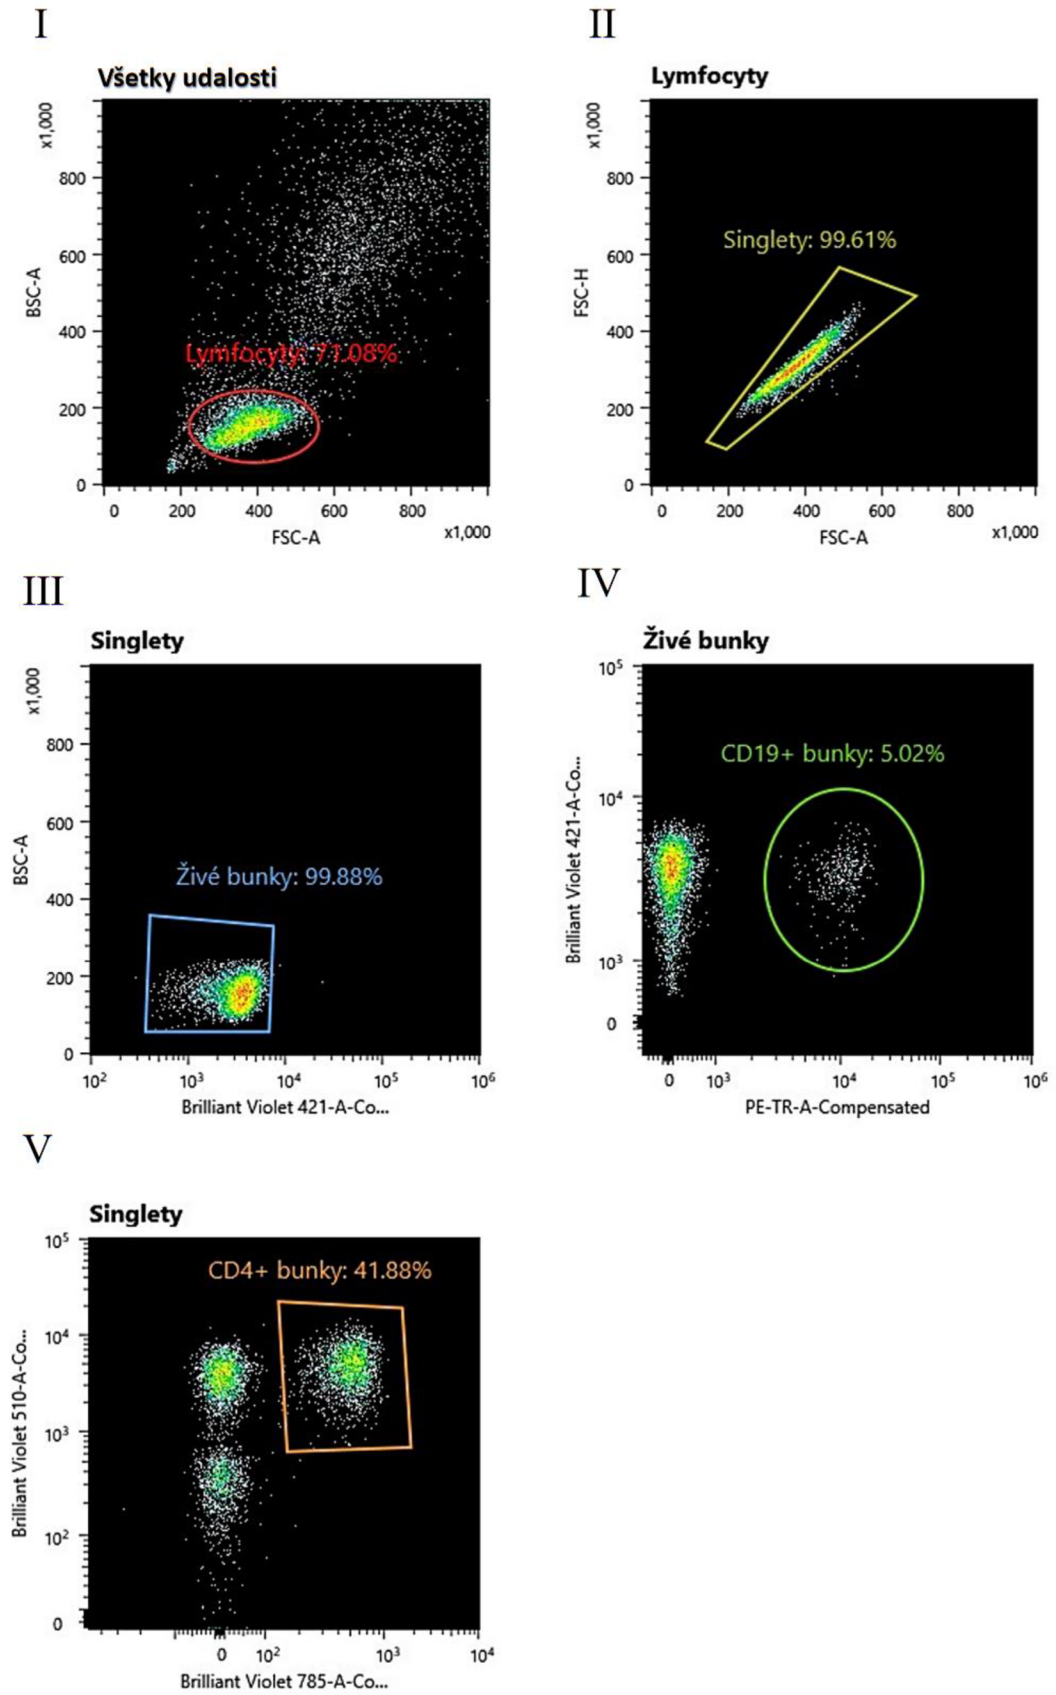 I
Všetky udalosti
x1,000
BSC-A
800
600
400
200
0
Lymfocyty: 71.08%
0 200 400 600 800
x1,000
FSC-A
II
Lymfocyty
x1,000
FSC-H
800
600
400
200
0
Singlety: 99.61%
0 200 400 600 800
x1,000
FSC-A
III
Singlety
x1,000
BSC-A
800
600
400
200
0
Živé bunky: 99.88%
10² 10³ 10⁴ 10⁵ 10⁶
Brilliant Violet 421-A-Co...
IV
Živé bunky
Brilliant Violet 421-A-Co...
10⁵
10⁴
10³
0
CD19+ bunky: 5.02%
0 10³ 10⁴ 10⁵ 10⁶
PE-TR-A-Compensated
V
Singlety
Brilliant Violet 510-A-Co...
10⁵
10⁴
10³
10²
0
CD4+ bunky: 41.88%
0 10² 10³ 10⁴
Brilliant Violet 785-A-Co...